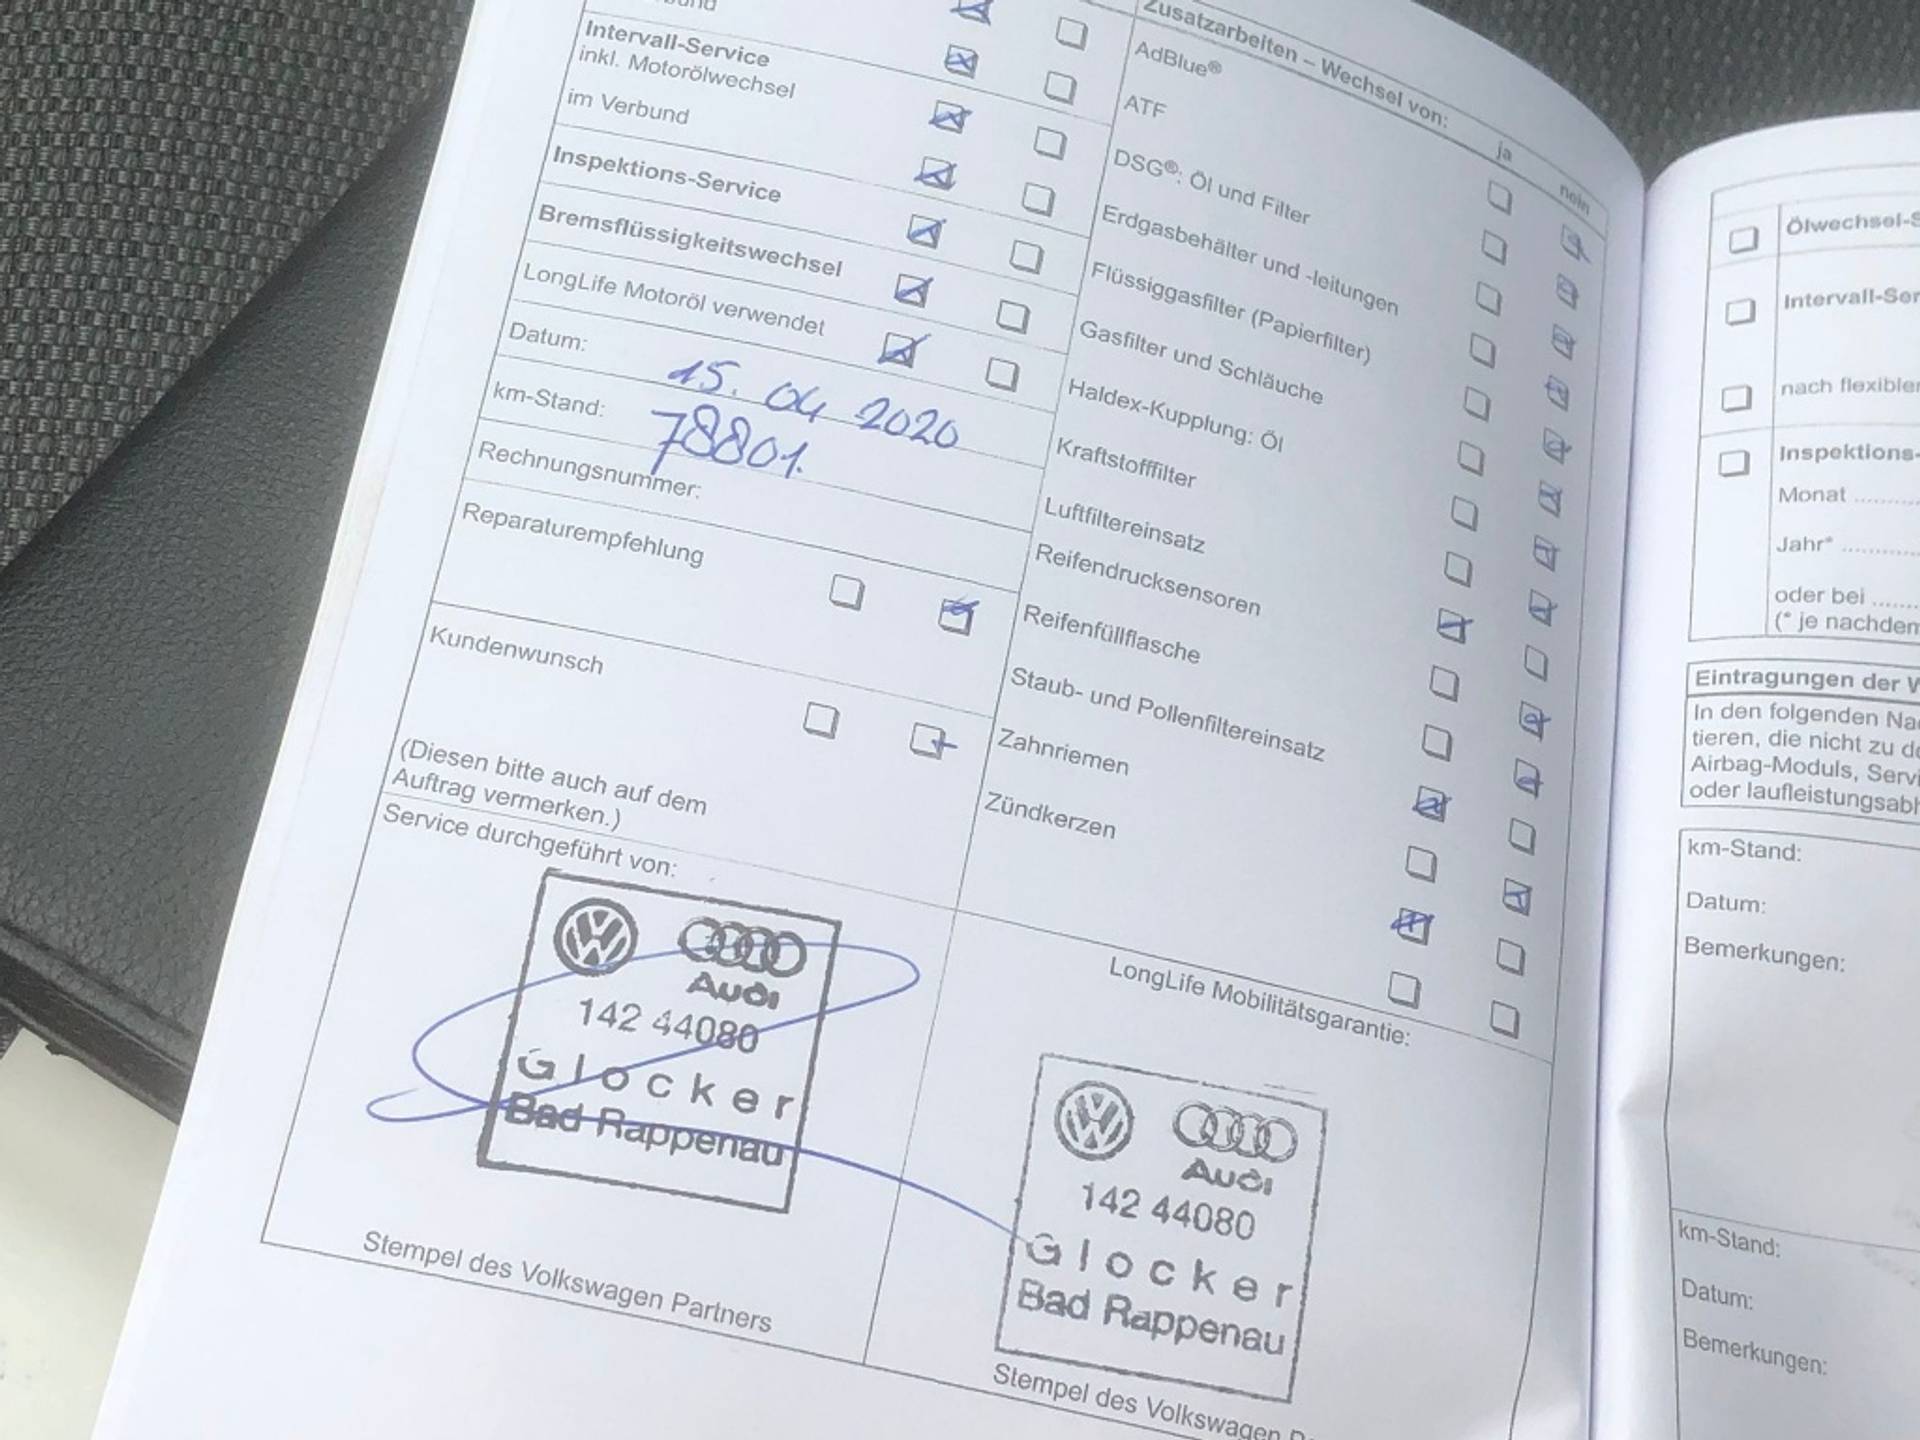 Intervall-Service
inkl. Motorölwechsel
im Verbund
Inspektions-Service
Bremsflüssigkeitswechsel
LongLife Motoröl verwendet
Datum: 15. 04 2020
km-Stand: 78801.
Rechnungsnummer:
Reparaturempfehlung
Kundenwunsch
(Diesen bitte auch auf dem
Auftrag vermerken.)
Service durchgeführt von:
Audi
142 44080
Glocker
Bad Rappenau
Stempel des Volkswagen Partners
Zusatzarbeiten – Wechsel von: ja nein
AdBlue®
ATF
DSG®: Öl und Filter
Erdgasbehälter und -leitungen
Flüssiggasfilter (Papierfilter)
Gasfilter und Schläuche
Haldex-Kupplung: Öl
Kraftstofffilter
Luftfiltereinsatz
Reifendrucksensoren
Reifenfüllflasche
Staub- und Pollenfiltereinsatz
Zahnriemen
Zündkerzen
LongLife Mobilitätsgarantie:
Audi
142 44080
Glocker
Bad Rappenau
Stempel des Volkswagen
Ölwechsel-S
Intervall-Ser
nach flexibler
Inspektions-
Monat ..........
Jahr* ............
oder bei .......
(* je nachdem
Eintragungen der W
In den folgenden Na
tieren, die nicht zu d
Airbag-Moduls, Servi
oder laufleistungsabh
km-Stand:
Datum:
Bemerkungen:
km-Stand:
Datum:
Bemerkungen: